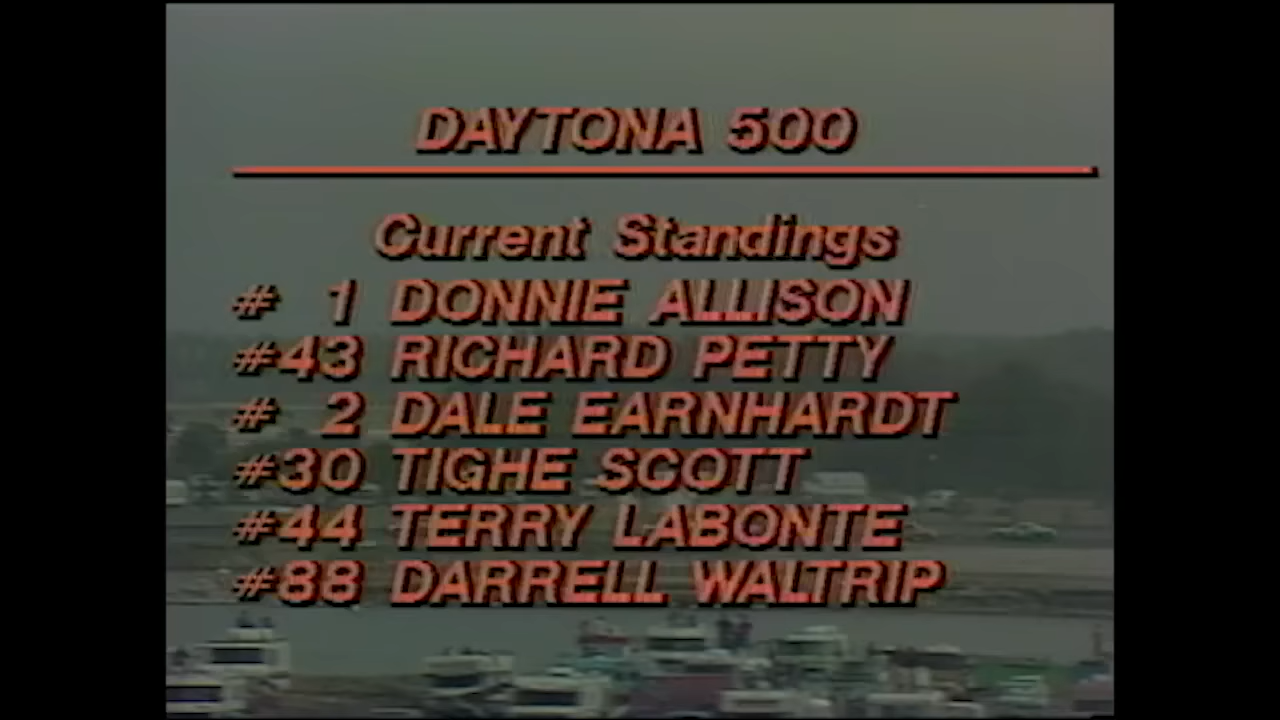 DAYTONA 500
Current Standings
# 1 DONNIE ALLISON
#43 RICHARD PETTY
# 2 DALE EARNHARDT
#30 TIGHE SCOTT
#44 TERRY LABONTE
#88 DARRELL WALTRIP